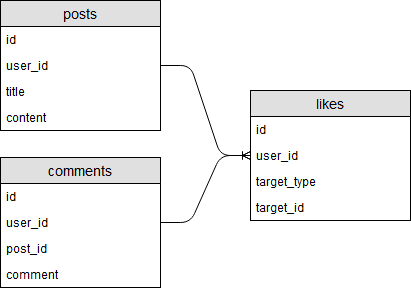 posts
id
user_id
title
content
comments
id
user_id
post_id
comment
likes
id
user_id
target_type
target_id